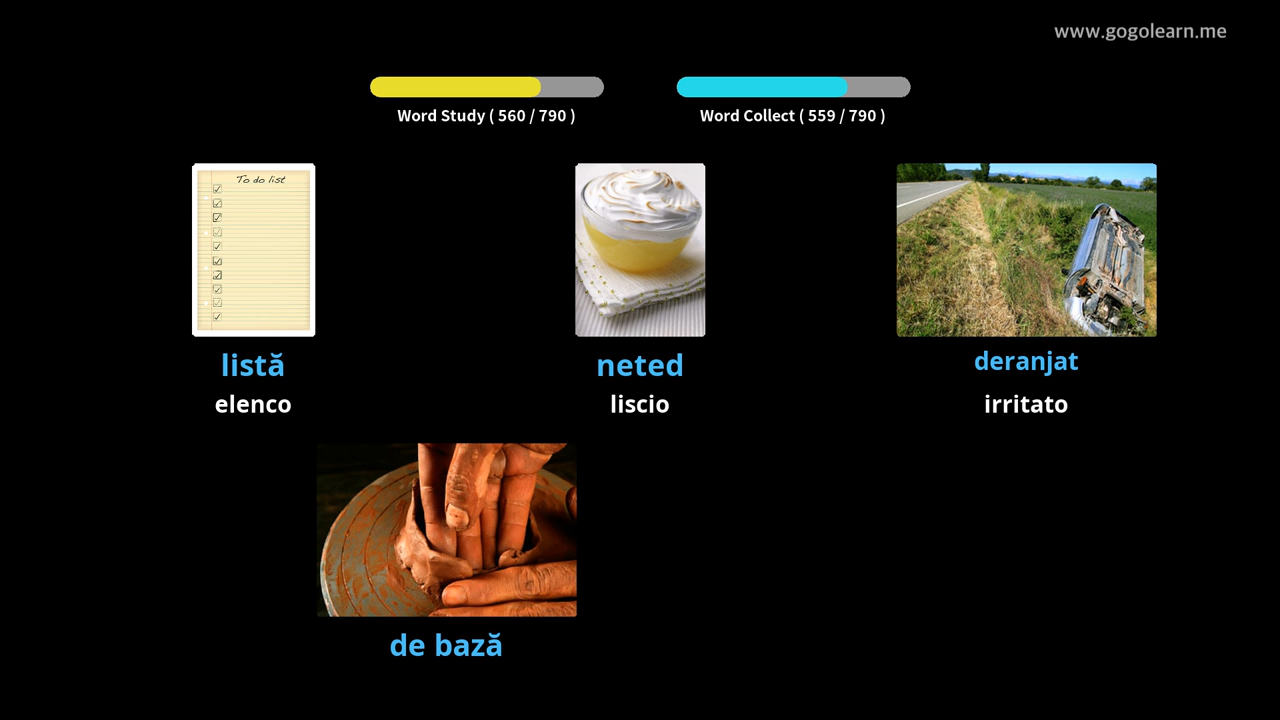 www.gogolearn.me
Word Study ( 560 / 790 )
Word Collect ( 559 / 790 )
To do list
listă
elenco
neted
liscio
deranjat
irritato
de bază